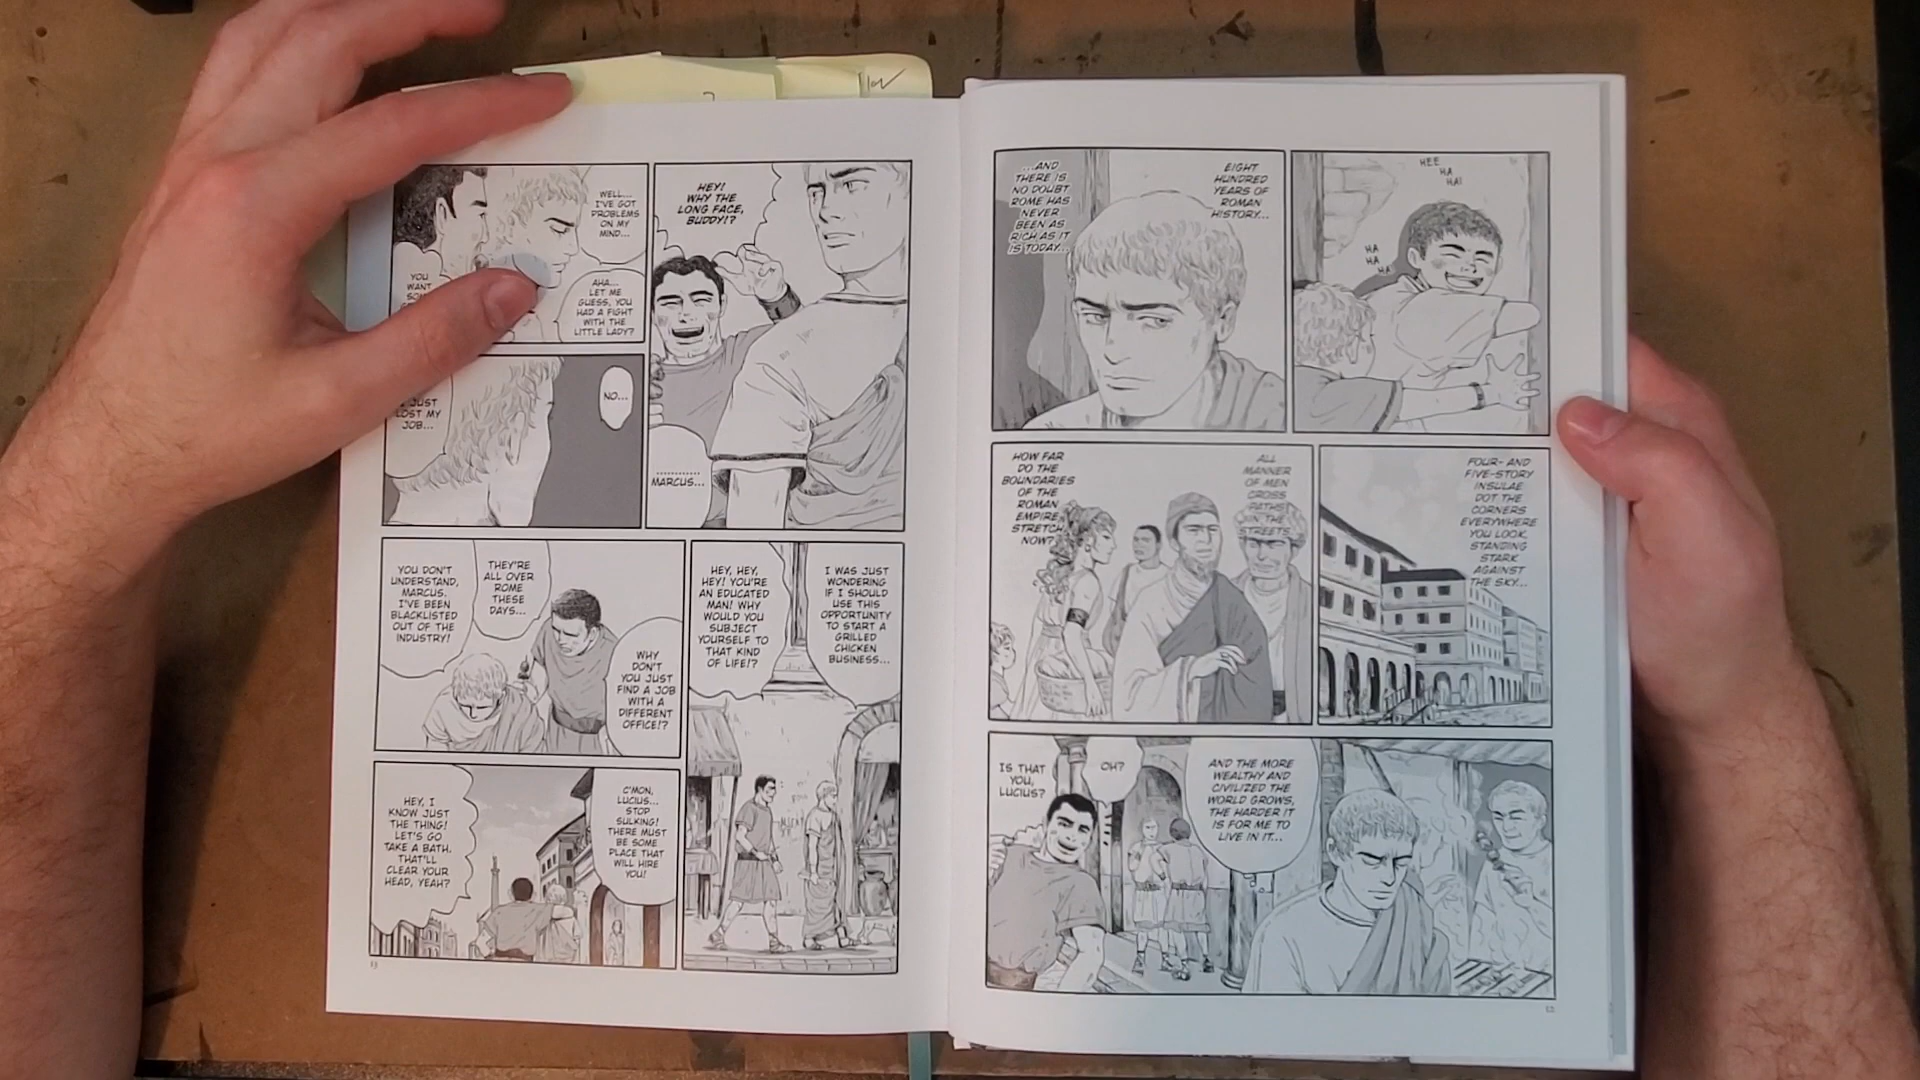 HEE
HA
HA!
HA
HA
HA
EIGHT
HUNDRED
YEARS OF
ROMAN
HISTORY...
...AND
THERE IS
NO DOUBT
ROME HAS
NEVER
BEEN AS
RICH AS IT
IS TODAY...
FOUR- AND
FIVE-STORY
INSULAE
DOT THE
CORNERS
EVERYWHERE
YOU LOOK,
STANDING
STARK
AGAINST
THE SKY...
ALL
MANNER
OF MEN
CROSS
PATHS
IN THE
STREETS.
HOW FAR
DO THE
BOUNDARIES
OF THE
ROMAN
EMPIRE
STRETCH
NOW?
AND THE MORE
WEALTHY AND
CIVILIZED THE
WORLD GROWS,
THE HARDER IT
IS FOR ME TO
LIVE IN IT...
OH?
IS THAT
YOU,
LUCIUS?
12
HEY!
WHY THE
LONG FACE,
BUDDY!?
............
MARCUS...
WELL...
I'VE GOT
PROBLEMS
ON MY
MIND...
AHA...
LET ME
GUESS, YOU
HAD A FIGHT
WITH THE
LITTLE LADY?
YOU
WANT
NO...
I JUST
LOST MY
JOB...
I WAS JUST
WONDERING
IF I SHOULD
USE THIS
OPPORTUNITY
TO START A
GRILLED
CHICKEN
BUSINESS...
HEY, HEY,
HEY! YOU'RE
AN EDUCATED
MAN! WHY
WOULD YOU
SUBJECT
YOURSELF TO
THAT KIND
OF LIFE!?
WHY
DON'T
YOU JUST
FIND A JOB
WITH A
DIFFERENT
OFFICE!?
THEY'RE
ALL OVER
ROME
THESE
DAYS...
YOU DON'T
UNDERSTAND,
MARCUS.
I'VE BEEN
BLACKLISTED
OUT OF THE
INDUSTRY!
C'MON,
LUCIUS...
STOP
SULKING!
THERE MUST
BE SOME
PLACE THAT
WILL HIRE
YOU!
HEY, I
KNOW JUST
THE THING!
LET'S GO
TAKE A BATH.
THAT'LL
CLEAR YOUR
HEAD, YEAH?
13